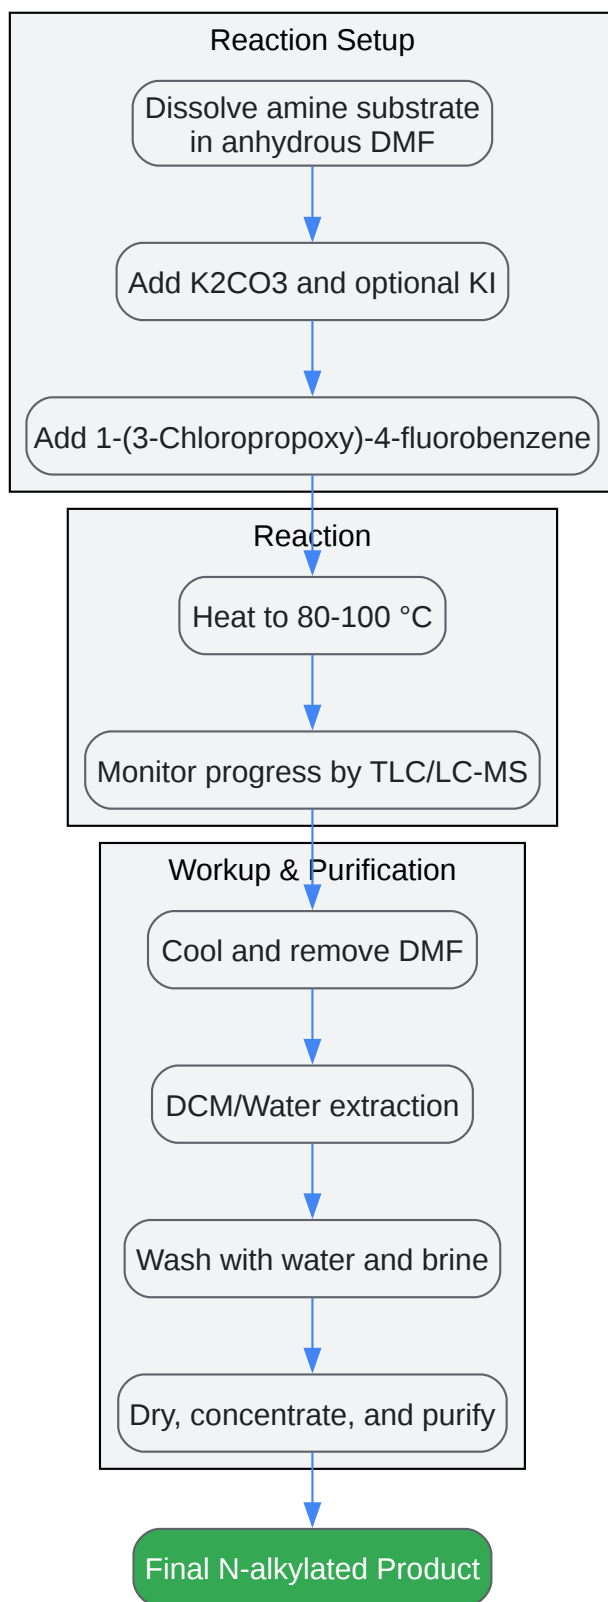 Reaction Setup
Dissolve amine substrate
in anhydrous DMF
Add K2CO3 and optional KI
Add 1-(3-Chloropropoxy)-4-fluorobenzene
Reaction
Heat to 80-100 °C
Monitor progress by TLC/LC-MS
Workup & Purification
Cool and remove DMF
DCM/Water extraction
Wash with water and brine
Dry, concentrate, and purify
Final N-alkylated Product